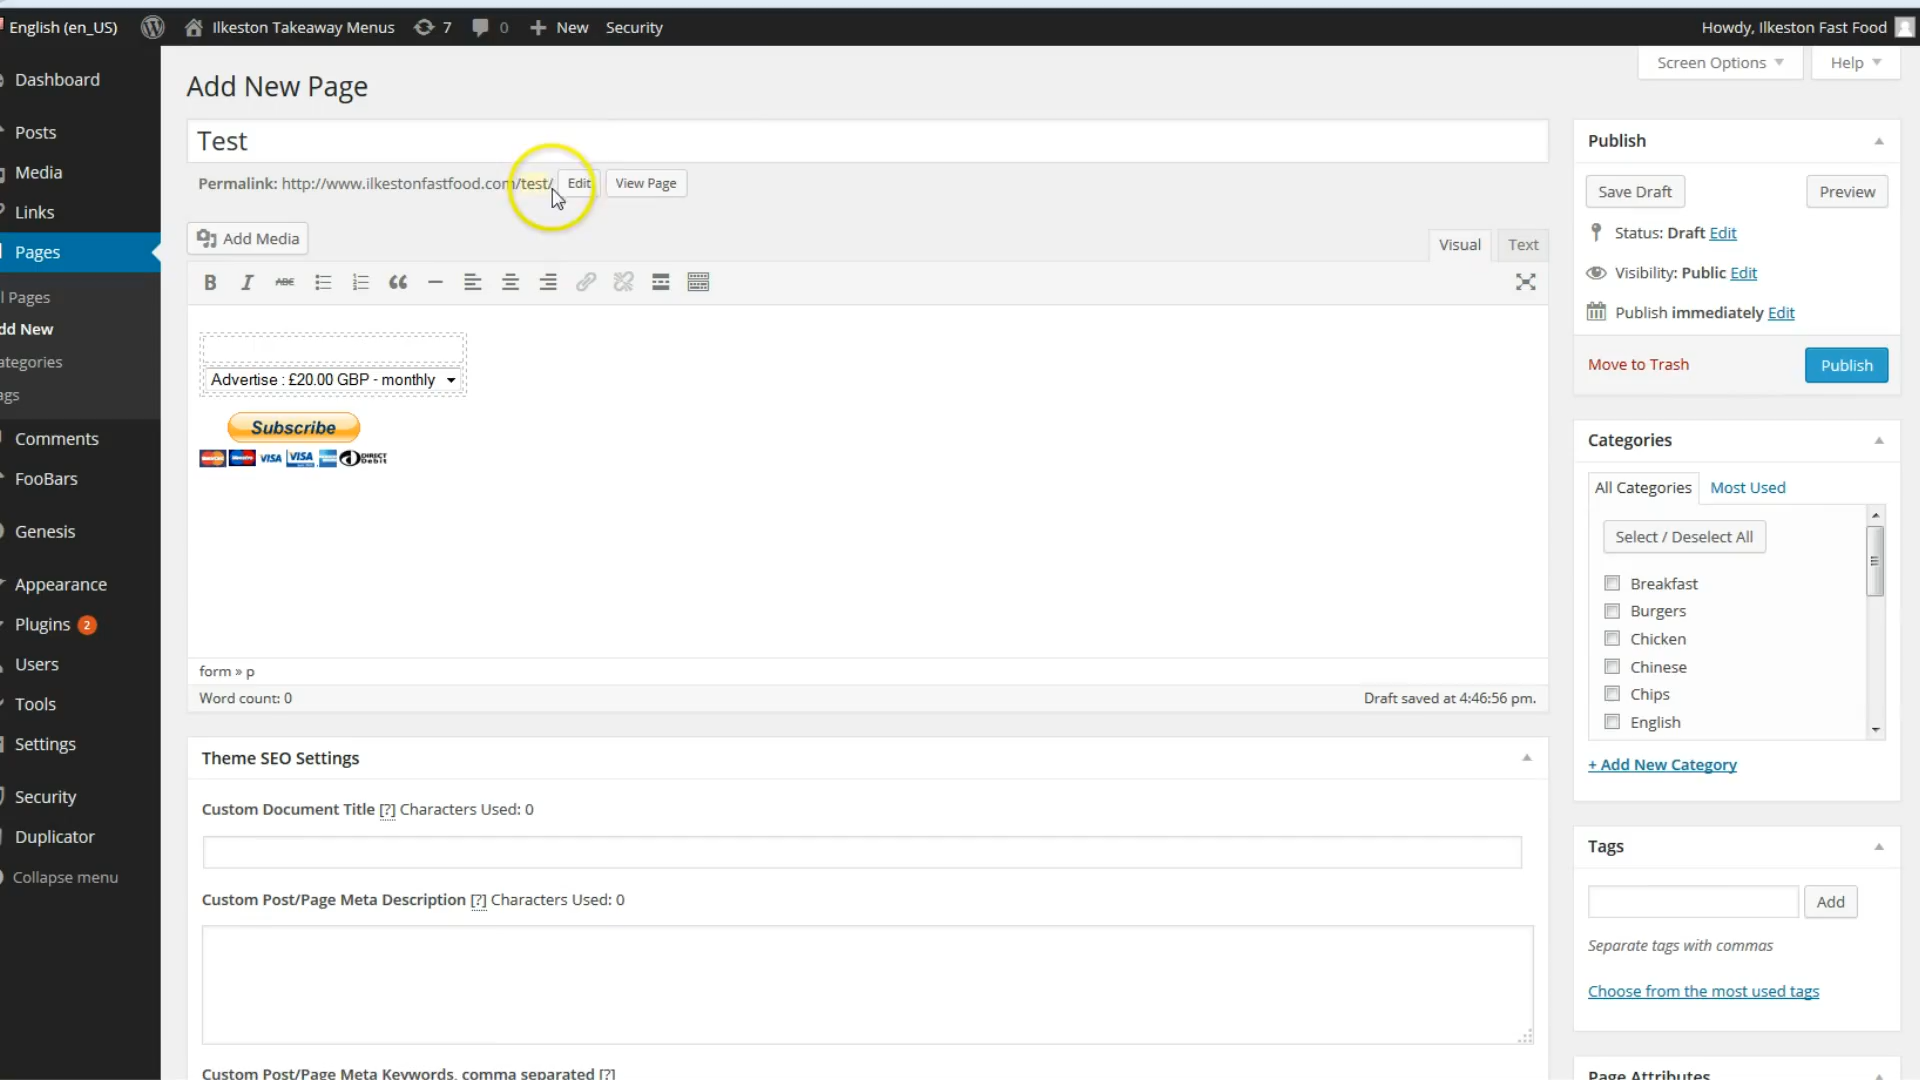 English (en_US) Ilkeston Takeaway Menus 7 0 New Security Howdy, Ilkeston Fast Food
Screen Options Help
Dashboard
Posts
Media
Links
Pages
l Pages
dd New
ategories
ags
Comments
FooBars
Genesis
Appearance
Plugins 2
Users
Tools
Settings
Security
Duplicator
Collapse menu
Add New Page
Test
Permalink: http://www.ilkestonfastfood.com/test/ Edit View Page
Add Media
Visual Text
B I ABC
Advertise : £20.00 GBP - monthly
Subscribe
VISA VISA DIRECT Debit
form » p
Word count: 0 Draft saved at 4:46:56 pm.
Theme SEO Settings
Custom Document Title [?] Characters Used: 0
Custom Post/Page Meta Description [?] Characters Used: 0
Custom Post/Page Meta Keywords, comma separated [?]
Publish
Save Draft Preview
Status: Draft Edit
Visibility: Public Edit
Publish immediately Edit
Move to Trash Publish
Categories
All Categories Most Used
Select / Deselect All
Breakfast
Burgers
Chicken
Chinese
Chips
English
+ Add New Category
Tags
Add
Separate tags with commas
Choose from the most used tags
Page Attributes